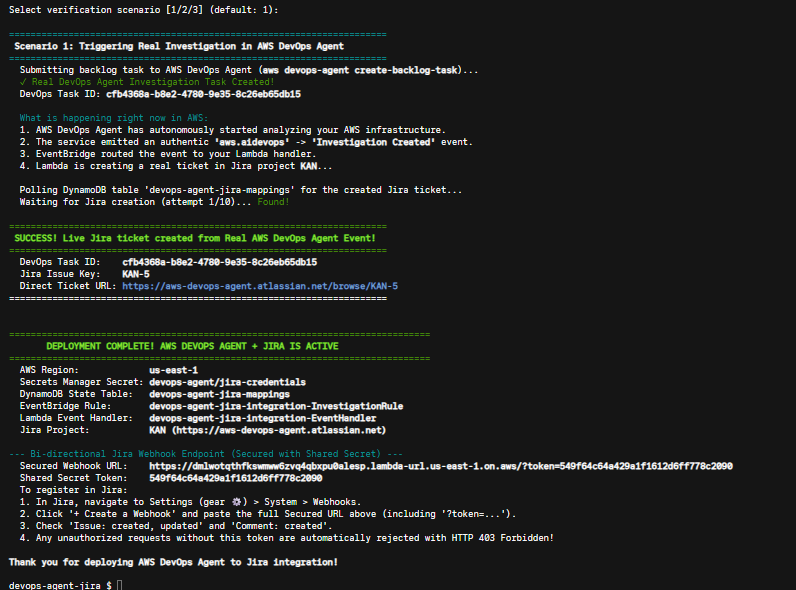 Select verification scenario [1/2/3] (default: 1):
======================================================================
Scenario 1: Triggering Real Investigation in AWS DevOps Agent
======================================================================
Submitting backlog task to AWS DevOps Agent (aws devops-agent create-backlog-task)...
✓ Real DevOps Agent Investigation Task Created!
DevOps Task ID: cfb4368a-b8e2-4780-9e35-8c26eb65db15
What is happening right now in AWS:
1. AWS DevOps Agent has autonomously started analyzing your AWS infrastructure.
2. The service emitted an authentic 'aws.aidevops' -> 'Investigation Created' event.
3. EventBridge routed the event to your Lambda handler.
4. Lambda is creating a real ticket in Jira project KAN...
Polling DynamoDB table 'devops-agent-jira-mappings' for the created Jira ticket...
Waiting for Jira creation (attempt 1/10)... Found!
======================================================================
SUCCESS! Live Jira ticket created from Real AWS DevOps Agent Event!
======================================================================
DevOps Task ID: cfb4368a-b8e2-4780-9e35-8c26eb65db15
Jira Issue Key: KAN-5
Direct Ticket URL: https://aws-devops-agent.atlassian.net/browse/KAN-5
======================================================================
==============================================================================
DEPLOYMENT COMPLETE! AWS DEVOPS AGENT + JIRA IS ACTIVE
==============================================================================
AWS Region: us-east-1
Secrets Manager Secret: devops-agent/jira-credentials
DynamoDB State Table: devops-agent-jira-mappings
EventBridge Rule: devops-agent-jira-integration-InvestigationRule
Lambda Event Handler: devops-agent-jira-integration-EventHandler
Jira Project: KAN (https://aws-devops-agent.atlassian.net)
--- Bi-directional Jira Webhook Endpoint (Secured with Shared Secret) ---
Secured Webhook URL: https://dmlwotqthfkswmww6zvq4qbxpu0alesp.lambda-url.us-east-1.on.aws/?token=549f64c64a429a1f1612d6ff778c2090
Shared Secret Token: 549f64c64a429a1f1612d6ff778c2090
To register in Jira:
1. In Jira, navigate to Settings (gear ⚙) > System > Webhooks.
2. Click '+ Create a Webhook' and paste the full Secured URL above (including '?token=...').
3. Check 'Issue: created, updated' and 'Comment: created'.
4. Any unauthorized requests without this token are automatically rejected with HTTP 403 Forbidden!
Thank you for deploying AWS DevOps Agent to Jira integration!
devops-agent-jira $